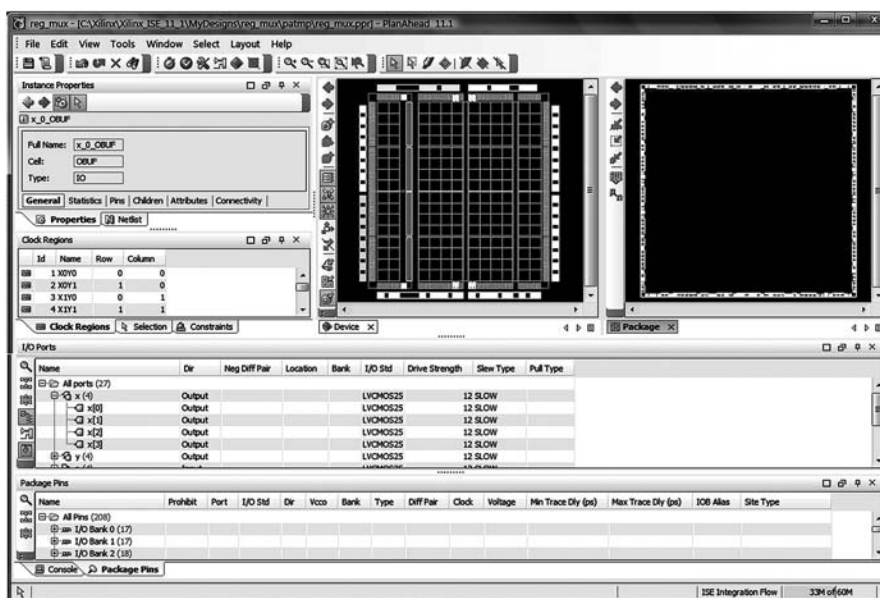 reg_mux - [C:\Xilinx\Xilinx_ISE_11_1\MyDesigns\reg_mux\patmp\reg_mux.ppr] - PlanAhead 11.1
File Edit View Tools Window Select Layout Help
Instance Properties
x_0_OBUF
Full Name: x_0_OBUF
Cell: OBUF
Type: IO
General Statistics Pins Children Attributes Connectivity
Properties Netlist
Clock Regions
Id Name Row Column
1 X0Y0 0 0
2 X0Y1 1 0
3 X1Y0 0 1
4 X1Y1 1 1
Clock Regions Selection Constraints
Device
Package
I/O Ports
Name Dir Neg Diff Pair Location Bank I/O Std Drive Strength Slew Type Pull Type
All ports (27)
x (4) Output LVCMOS25 12 SLOW
x[0] Output LVCMOS25 12 SLOW
x[1] Output LVCMOS25 12 SLOW
x[2] Output LVCMOS25 12 SLOW
x[3] Output LVCMOS25 12 SLOW
y (4) Output LVCMOS25 12 SLOW
Package Pins
Name Prohibit Port I/O Std Dir Vcco Bank Type Diff Pair Clock Voltage Min Trace Dly (ps) Max Trace Dly (ps) IOB Alias Site Type
All Pins (208)
I/O Bank 0 (17)
I/O Bank 1 (17)
I/O Bank 2 (18)
Console Package Pins
ISE Integration Flow 33M of 60M